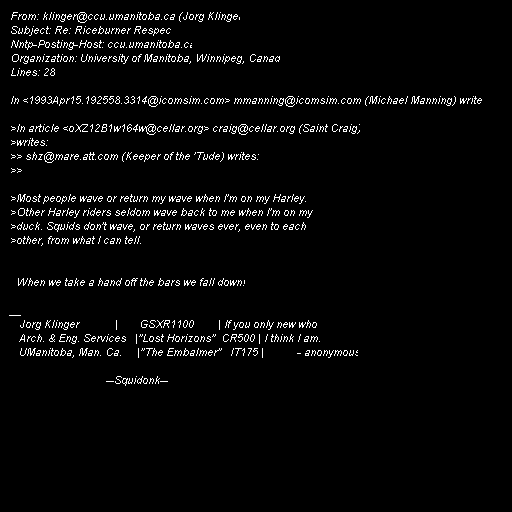 From: klinger@ccu.umanitoba.ca (Jorg Klinger
Subject: Re: Riceburner Respec
Nntp-Posting-Host: ccu.umanitoba.ca
Organization: University of Manitoba, Winnipeg, Canad
Lines: 28
In <1993Apr15.192558.3314@icomsim.com> mmanning@icomsim.com (Michael Manning) write
>In article <oXZ12B1w164w@cellar.org> craig@cellar.org (Saint Craig)
>writes:
>> shz@mare.att.com (Keeper of the 'Tude) writes:
>>
>Most people wave or return my wave when I'm on my Harley.
>Other Harley riders seldom wave back to me when I'm on my
>duck. Squids don't wave, or return waves ever, even to each
>other, from what I can tell.
When we take a hand off the bars we fall down!
__
Jorg Klinger | GSXR1100 | If you only new who
Arch. & Eng. Services |"Lost Horizons" CR500 | I think I am.
UManitoba, Man. Ca. |"The Embalmer" IT175 | - anonymous
---Squidonk---